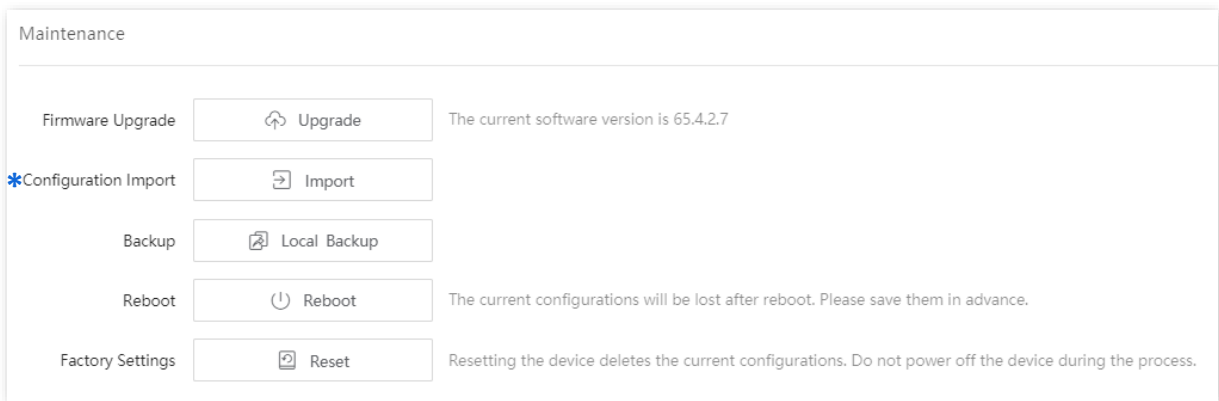 Maintenance
Firmware Upgrade Upgrade The current software version is 65.4.2.7
*Configuration Import Import
Backup Local Backup
Reboot Reboot The current configurations will be lost after reboot. Please save them in advance.
Factory Settings Reset Resetting the device deletes the current configurations. Do not power off the device during the process.